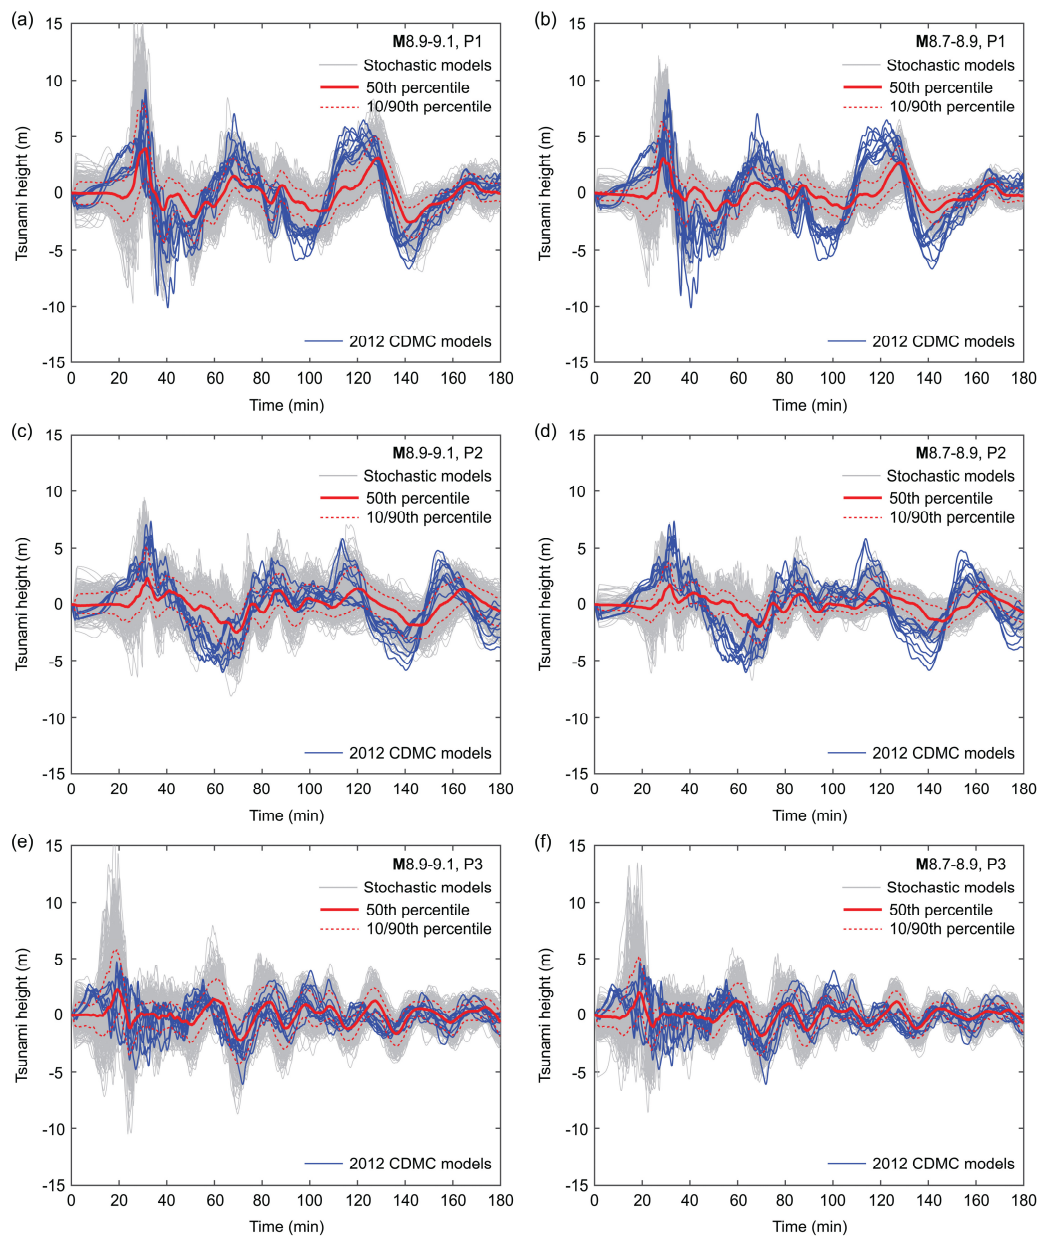 (a)
M8.9-9.1, P1
Stochastic models
50th percentile
10/90th percentile
2012 CDMC models
Tsunami height (m)
15
10
5
0
-5
-10
-15
0 20 40 60 80 100 120 140 160 180
Time (min)
(b)
M8.7-8.9, P1
Stochastic models
50th percentile
10/90th percentile
2012 CDMC models
Tsunami height (m)
15
10
5
0
-5
-10
-15
0 20 40 60 80 100 120 140 160 180
Time (min)
(c)
M8.9-9.1, P2
Stochastic models
50th percentile
10/90th percentile
2012 CDMC models
Tsunami height (m)
15
10
5
0
-5
-10
-15
0 20 40 60 80 100 120 140 160 180
Time (min)
(d)
M8.7-8.9, P2
Stochastic models
50th percentile
10/90th percentile
2012 CDMC models
Tsunami height (m)
15
10
5
0
-5
-10
-15
0 20 40 60 80 100 120 140 160 180
Time (min)
(e)
M8.9-9.1, P3
Stochastic models
50th percentile
10/90th percentile
2012 CDMC models
Tsunami height (m)
15
10
5
0
-5
-10
-15
0 20 40 60 80 100 120 140 160 180
Time (min)
(f)
M8.7-8.9, P3
Stochastic models
50th percentile
10/90th percentile
2012 CDMC models
Tsunami height (m)
15
10
5
0
-5
-10
-15
0 20 40 60 80 100 120 140 160 180
Time (min)